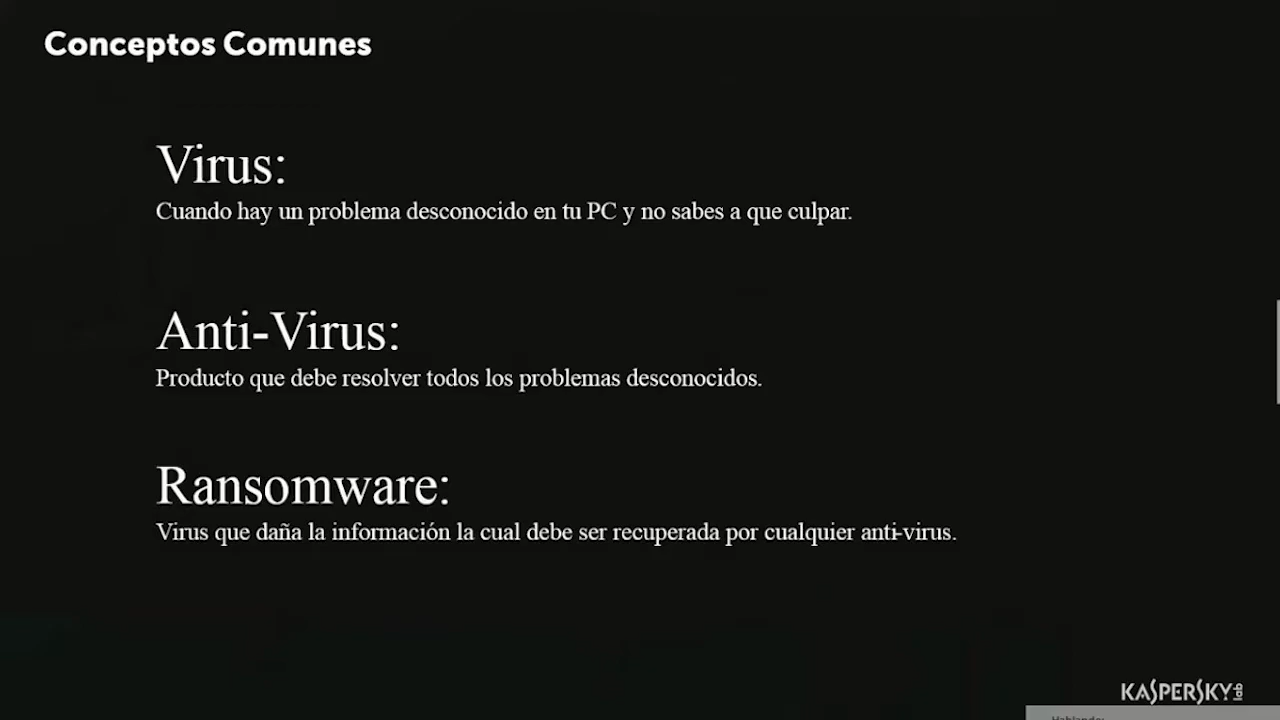 Conceptos Comunes
Virus:
Cuando hay un problema desconocido en tu PC y no sabes a que culpar.
Anti-Virus:
Producto que debe resolver todos los problemas desconocidos.
Ransomware:
Virus que daña la información la cual debe ser recuperada por cualquier anti-virus.
KASPERSKY lab
Hablando: